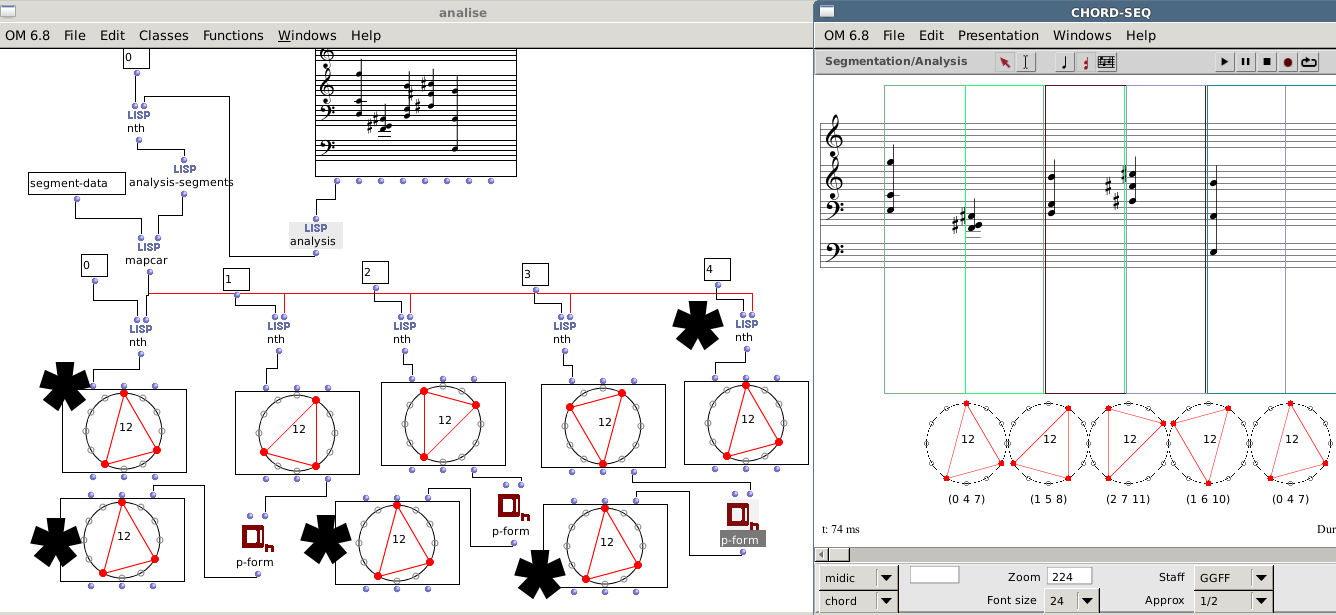 analise
OM 6.8 File Edit Classes Functions Windows Help
0
LISP
nth
LISP
segment-data
analysis-segments
LISP
analysis
LISP
mapcar
0
1
2
3
4
LISP
nth
LISP
nth
LISP
nth
LISP
nth
LISP
nth
12
12
12
12
12
12
p-form
12
p-form
12
p-form
CHORD-SEQ
OM 6.8 File Edit Presentation Windows Help
Segmentation/Analysis
12 12 12 12 12
(0 4 7) (1 5 8) (2 7 11) (1 6 10) (0 4 7)
t: 74 ms Dur
midic Zoom 224 Staff GGFF
chord Font size 24 Approx 1/2